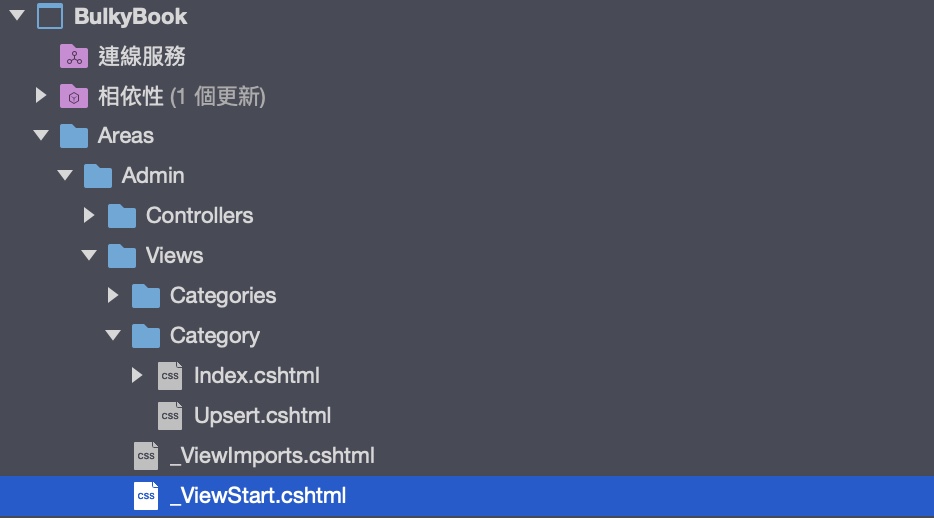 BulkyBook
連線服務
相依性 (1 個更新)
Areas
Admin
Controllers
Views
Categories
Category
css Index.cshtml
css Upsert.cshtml
css _ViewImports.cshtml
css _ViewStart.cshtml